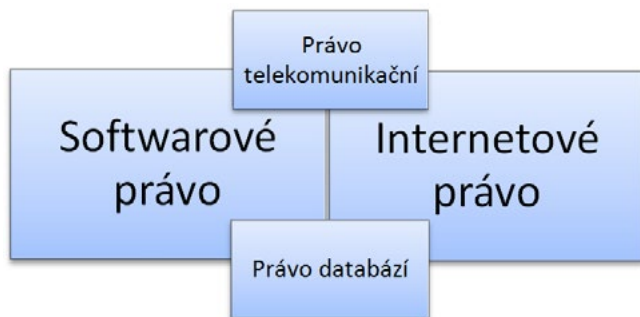 Právo
telekomunikační
Softwarové
právo
Internetové
právo
Právo databází